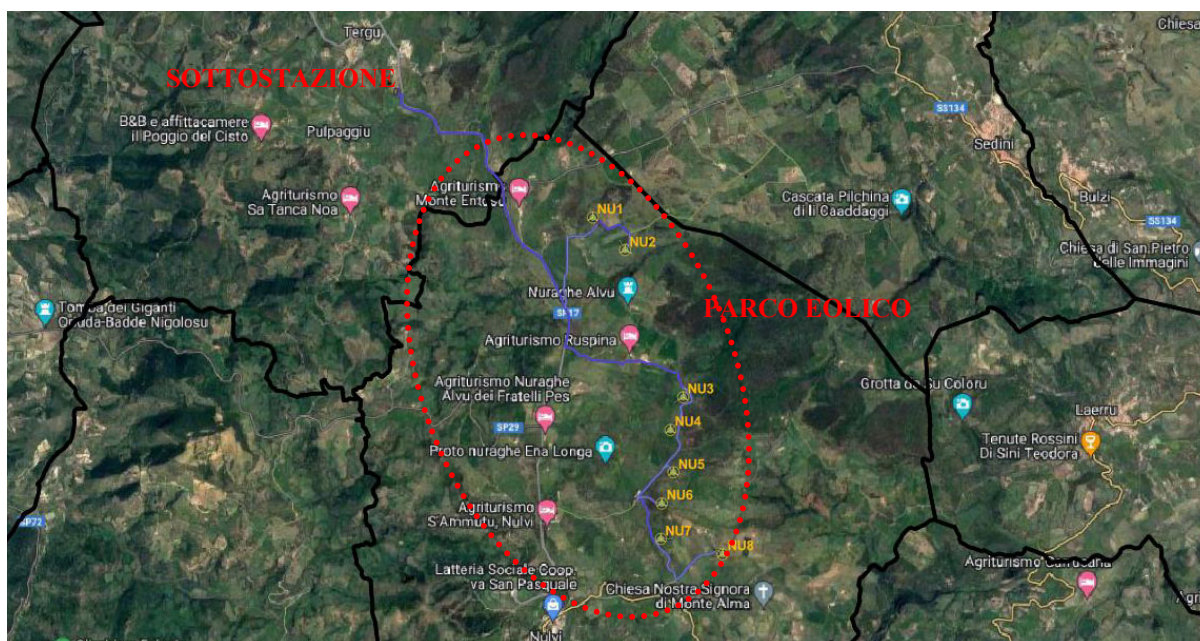 Tergu
Chies
SOTTOSTAZIONE
B&B e affittacamere
il Poggio del Cisto
Pulpaggiu
SS134
Sedini
Agriturismo
Sa Tanca Noa
Agriturismo
Monte Entosu
NU1
NU2
Cascata Pilchina
di li Caaddaggi
Bulzi
SS134
Chiesa di San Pietro
delle Immagini
Nuraghe Alvu
PARCO EOLICO
Tomba dei Giganti
Oruda-Badde Nigolosu
SP17
Agriturismo Ruspina
Agriturismo Nuraghe
Alvu dei Fratelli Pes
NU3
Grotta de Su Coloru
Laerru
SP29
NU4
Proto nuraghe Ena Longa
Tenute Rossini
Di Sini Teodora
NU5
NU6
Agriturismo
S'Ammutu, Nulvi
SP72
NU7
NU8
Latteria Sociale Coop.
va San Pasquale
Chiesa Nostra Signora
di Monte Alma
Agri
Nulvi